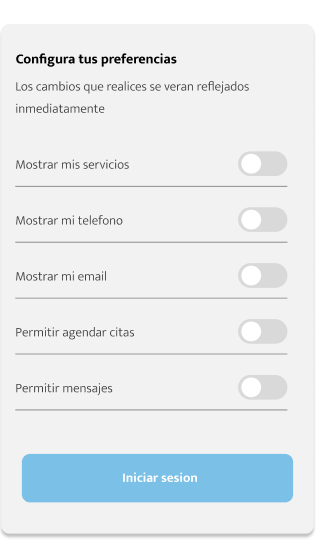 Configura tus preferencias
Los cambios que realices se veran reflejados
inmediatamente
Mostrar mis servicios
Mostrar mi telefono
Mostrar mi email
Permitir agendar citas
Permitir mensajes
Iniciar sesion